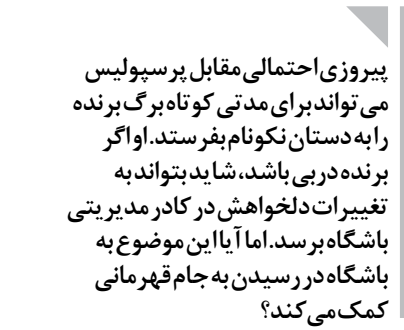 پیروزی احتمالی مقابل پرسپولیس
می تواند برای مدتی کوتاه برگ برنده
را به دستان نکونام بفرستد. او اگر
برنده دربی باشد، شاید بتواند به
تغییرات دلخواهش در کادر مدیریتی
باشگاه برسد. اما آیا این موضوع به
باشگاه در رسیدن به جام قهرمانی
کمک می کند؟